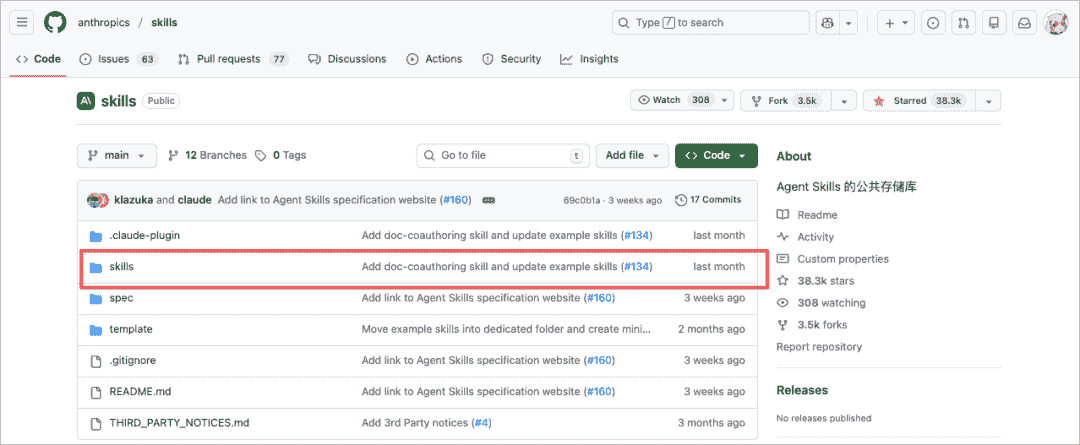 anthropics / skills
Type / to search
Code
Issues 63
Pull requests 77
Discussions
Actions
Security
Insights
skills Public
Watch 308
Fork 3.5k
Starred 38.3k
main
12 Branches
0 Tags
Go to file t
Add file
Code
klazuka and claude Add link to Agent Skills specification website (#160) 69c0b1a · 3 weeks ago 17 Commits
.claude-plugin Add doc-coauthoring skill and update example skills (#134) last month
skills Add doc-coauthoring skill and update example skills (#134) last month
spec Add link to Agent Skills specification website (#160) 3 weeks ago
template Move example skills into dedicated folder and create mini... 2 months ago
.gitignore Add link to Agent Skills specification website (#160) 3 weeks ago
README.md Add link to Agent Skills specification website (#160) 3 weeks ago
THIRD_PARTY_NOTICES.md Add 3rd Party notices (#4) 3 months ago
About
Agent Skills 的公共存储库
Readme
Activity
Custom properties
38.3k stars
308 watching
3.5k forks
Report repository
Releases
No releases published